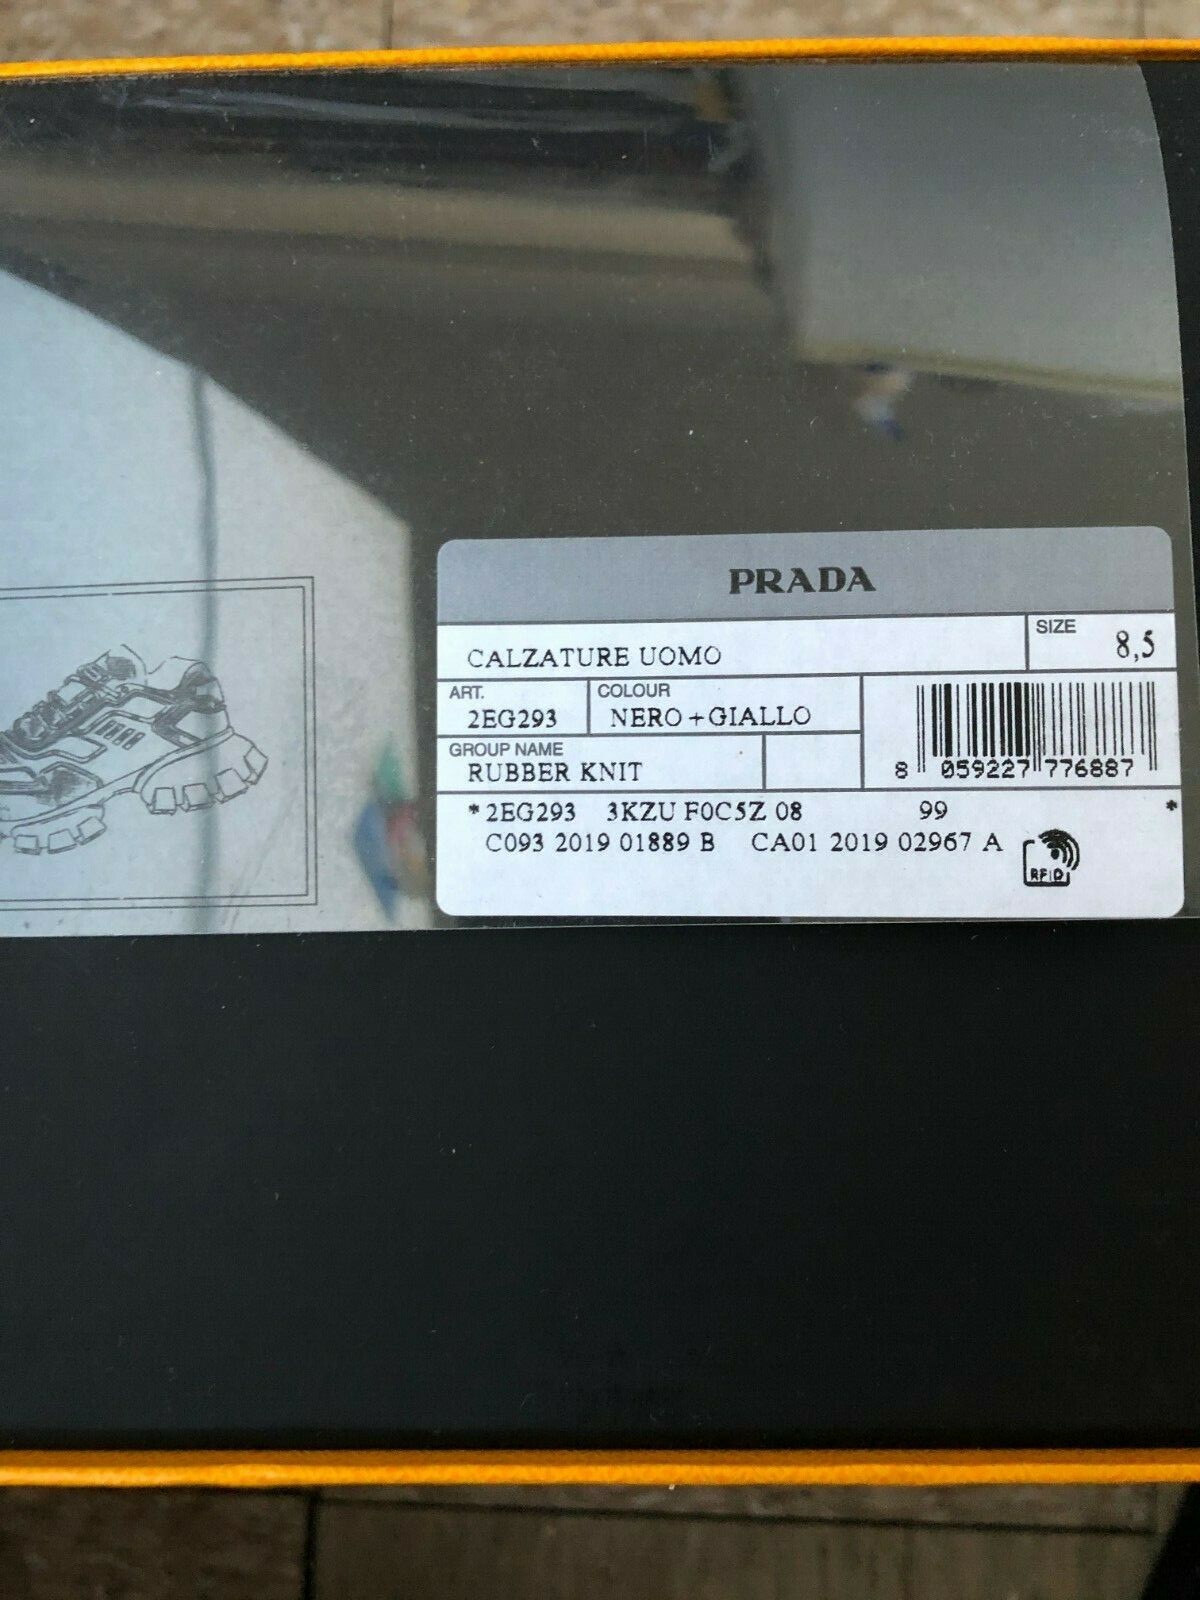 PRADA
CALZATURE UOMO
SIZE
8,5
ART.
2EG293
COLOUR
NERO+GIALLO
GROUP NAME
RUBBER KNIT
8 059227 776887
*2EG293 3KZU F0C5Z 08 99 *
C093 2019 01889 B CA01 2019 02967 A
RFID